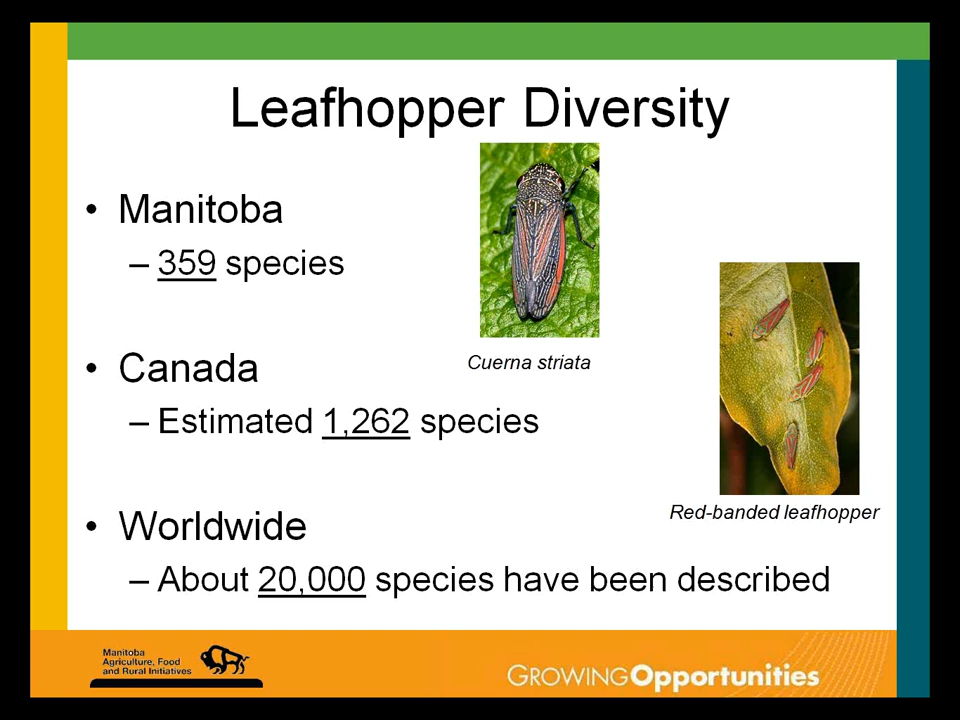 Leafhopper Diversity
• Manitoba
– 359 species
Cuerna striata
• Canada
– Estimated 1,262 species
Red-banded leafhopper
• Worldwide
– About 20,000 species have been described
Manitoba
Agriculture, Food
and Rural Initiatives
GROWING Opportunities